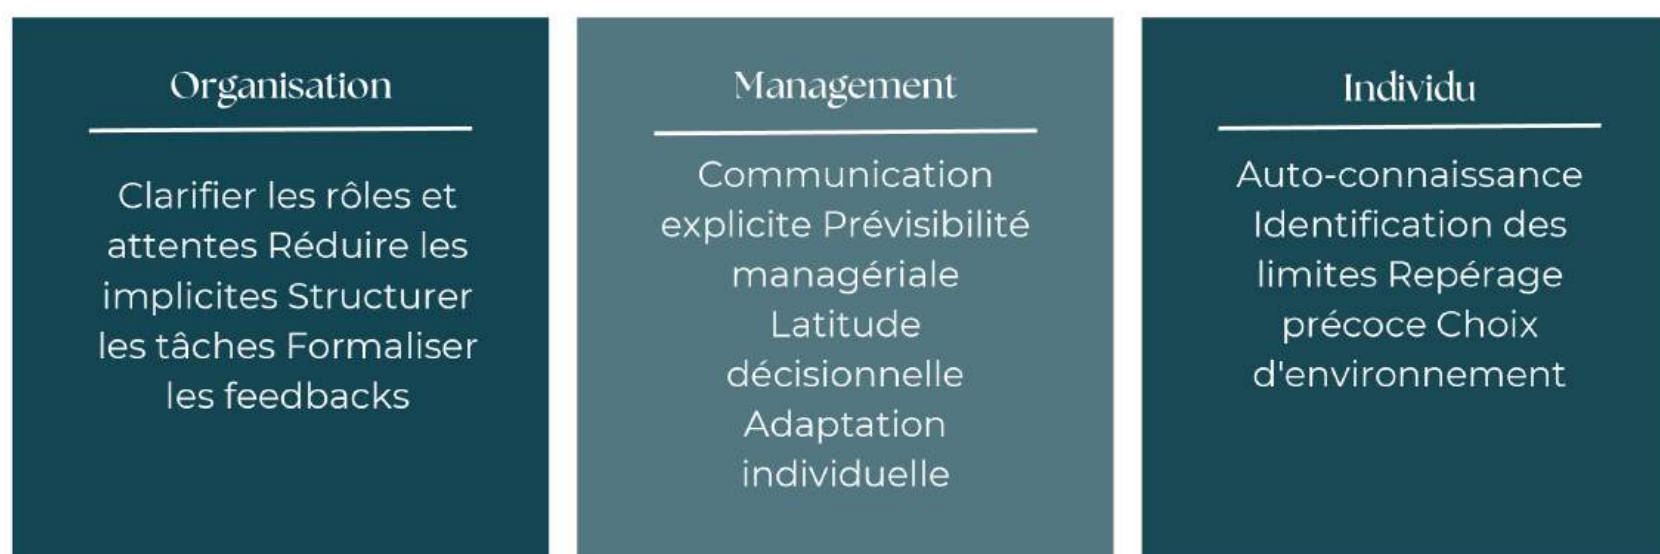 Organisation
Clarifier les rôles et
attentes Réduire les
implicites Structurer
les tâches Formaliser
les feedbacks
Management
Communication
explicite Prévisibilité
managériale
Latitude
décisionnelle
Adaptation
individuelle
Individu
Auto-connaissance
Identification des
limites Repérage
précoce Choix
d'environnement